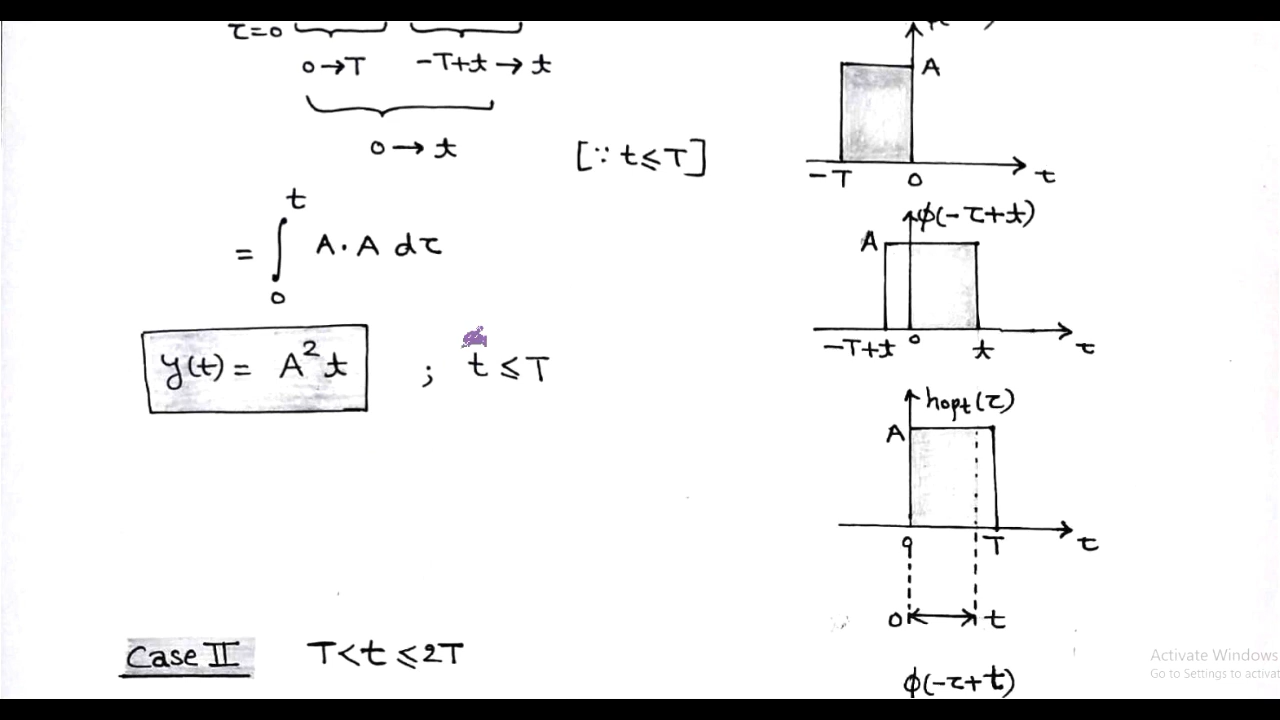 τ=0
0→T -T+t → t
0 → t [∵ t≤T]
= ∫₀ᵗ A·A dτ
y(t) = A²t ; t ≤ T
Case II T<t≤2T
A
-T 0 τ
ϕ(-τ+t)
A
-T+t 0 t τ
hopt(τ)
A
0 T τ
0 t
ϕ(-τ+t)
Activate Windows
Go to Settings to activat